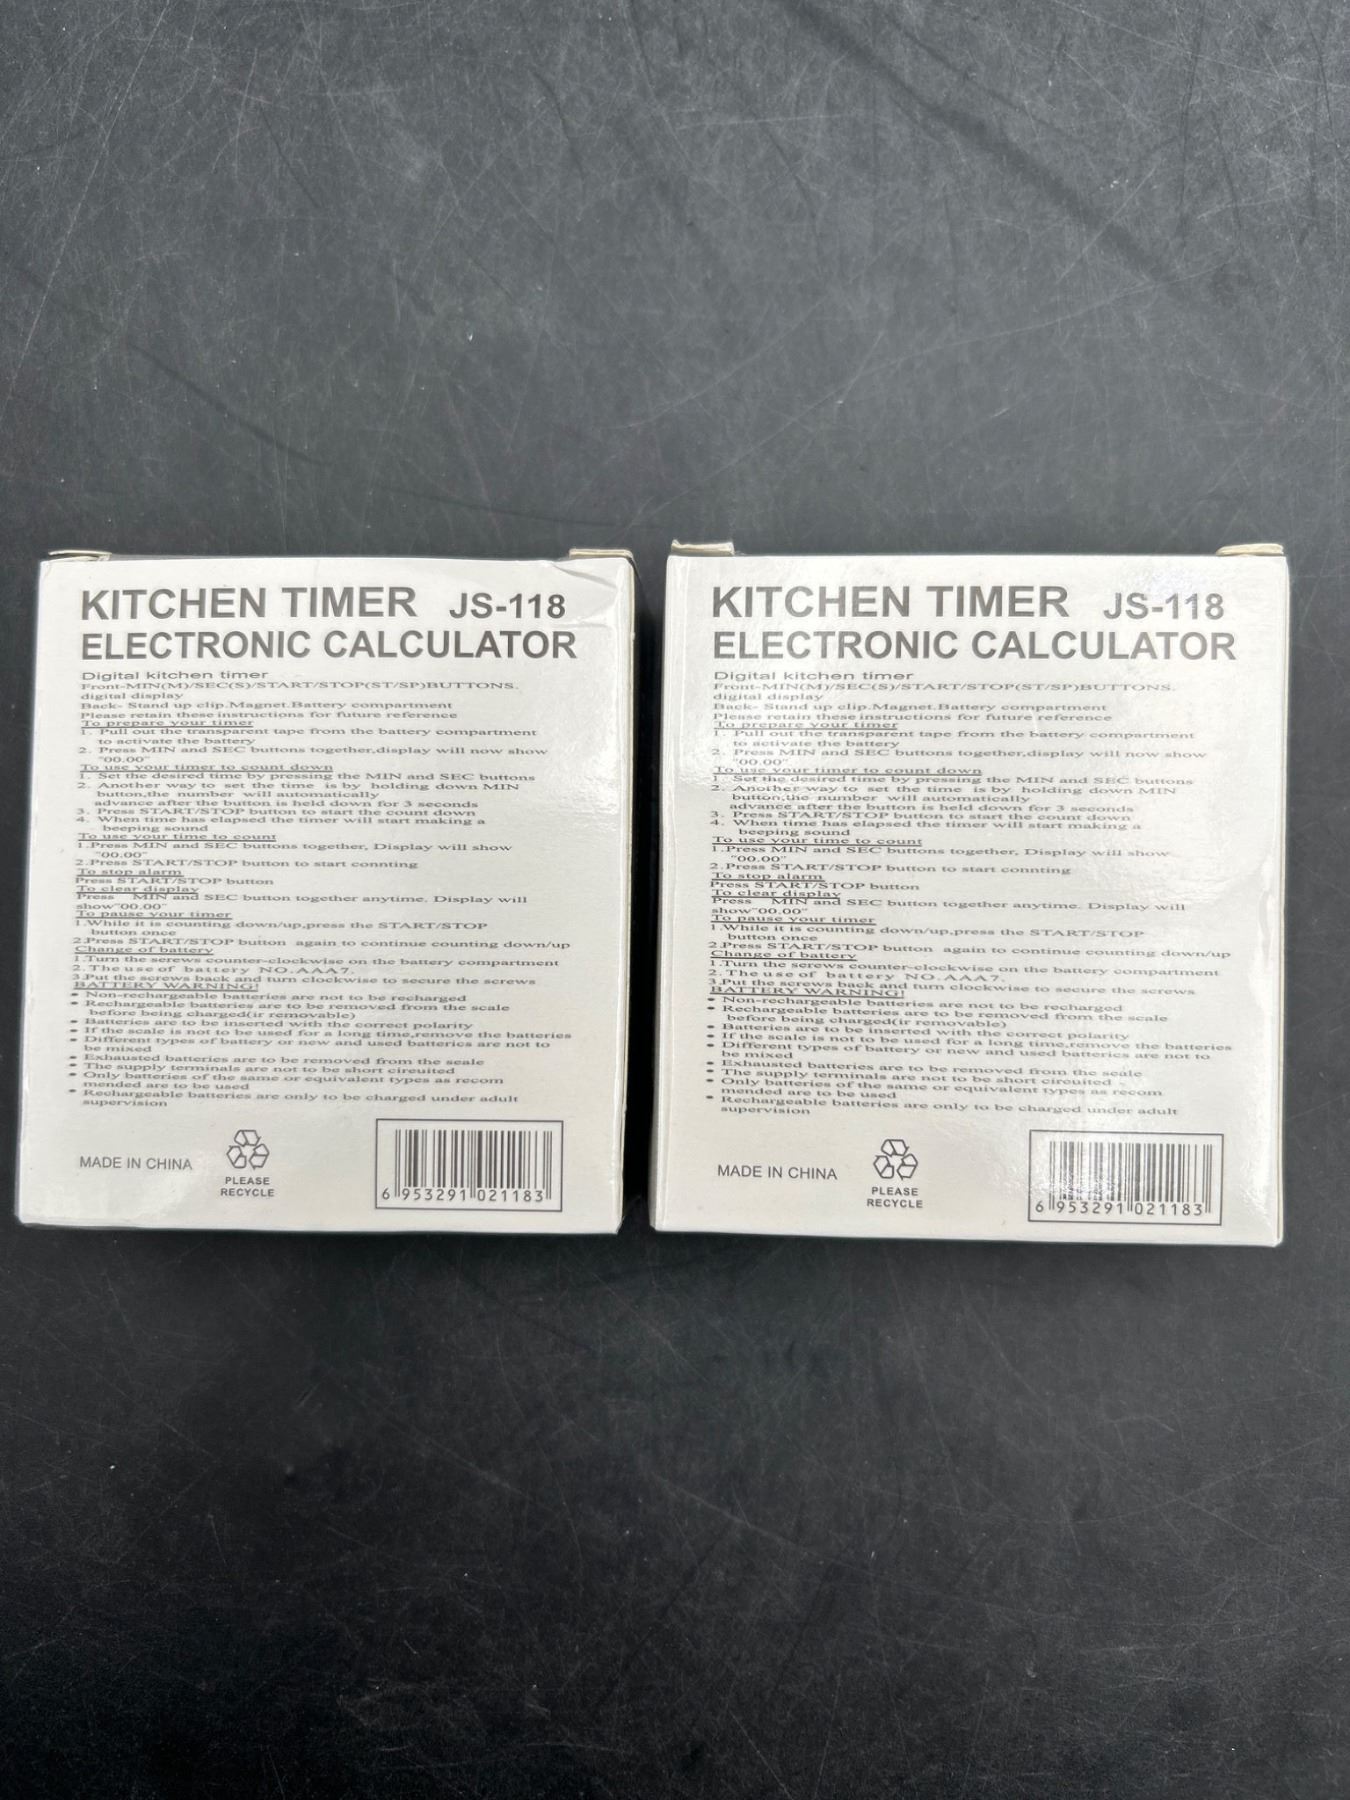 KITCHEN TIMER JS-118
ELECTRONIC CALCULATOR
Digital kitchen timer
Front-MIN(M)/SEC(S)/START/STOP(ST/SP)BUTTONS.
digital display
Back- Stand up clip.Magnet.Battery compartment
Please retain these instructions for future reference
To prepare your timer
1. Pull out the transparent tape from the battery compartment
to activate the battery
2. Press MIN and SEC buttons together,display will now show
"00.00"
To use your timer to count down
1. Set the desired time by pressing the MIN and SEC buttons
2. Another way to set the time is by holding down MIN
button,the number will automatically
advance after the button is held down for 3 seconds
3. Press START/STOP button to start the count down
4. When time has elapsed the timer will start making a
beeping sound
To use your time to count
1.Press MIN and SEC buttons together, Display will show
"00.00"
2.Press START/STOP button to start connting
To stop alarm
Press START/STOP button
To clear display
Press MIN and SEC button together anytime. Display will
show"00.00"
To pause your timer
1.While it is counting down/up,press the START/STOP
button once
2.Press START/STOP button again to continue counting down/up
Change of battery
1.Turn the screws counter-clockwise on the battery compartment
2. The use of battery NO.AAA7.
3.Put the screws back and turn clockwise to secure the screws
BATTERY WARNING!
• Non-rechargeable batteries are not to be recharged
• Rechargeable batteries are to be removed from the scale
before being charged(ir removable)
• Batteries are to be inserted with the correct polarity
• If the scale is not to be used for a long time,remove the batteries
• Different types of battery or new and used batteries are not to
be mixed
• Exhausted batteries are to be removed from the scale
• The supply terminals are not to be short circuited
• Only batteries of the same or equivalent types as recom
mended are to be used
• Rechargeable batteries are only to be charged under adult
supervision
MADE IN CHINA
PLEASE
RECYCLE
6 953291 021183
KITCHEN TIMER JS-118
ELECTRONIC CALCULATOR
Digital kitchen timer
Front-MIN(M)/SEC(S)/START/STOP(ST/SP)BUTTONS.
digital display
Back- Stand up clip.Magnet.Battery compartment
Please retain these instructions for future reference
To prepare your timer
1. Pull out the transparent tape from the battery compartment
to activate the battery
2. Press MIN and SEC buttons together,display will now show
"00.00"
To use your timer to count down
1. Set the desired time by pressing the MIN and SEC buttons
2. Another way to set the time is by holding down MIN
button,the number will automatically
advance after the button is held down for 3 seconds
3. Press START/STOP button to start the count down
4. When time has elapsed the timer will start making a
beeping sound
To use your time to count
1.Press MIN and SEC buttons together, Display will show
"00.00"
2.Press START/STOP button to start connting
To stop alarm
Press START/STOP button
To clear display
Press MIN and SEC button together anytime. Display will
show"00.00"
To pause your timer
1.While it is counting down/up,press the START/STOP
button once
2.Press START/STOP button again to continue counting down/up
Change of battery
1.Turn the screws counter-clockwise on the battery compartment
2. The use of battery NO.AAA7.
3.Put the screws back and turn clockwise to secure the screws
BATTERY WARNING!
• Non-rechargeable batteries are not to be recharged
• Rechargeable batteries are to be removed from the scale
before being charged(ir removable)
• Batteries are to be inserted with the correct polarity
• If the scale is not to be used for a long time,remove the batteries
• Different types of battery or new and used batteries are not to
be mixed
• Exhausted batteries are to be removed from the scale
• The supply terminals are not to be short circuited
• Only batteries of the same or equivalent types as recom
mended are to be used
• Rechargeable batteries are only to be charged under adult
supervision
MADE IN CHINA
PLEASE
RECYCLE
6 953291 021183